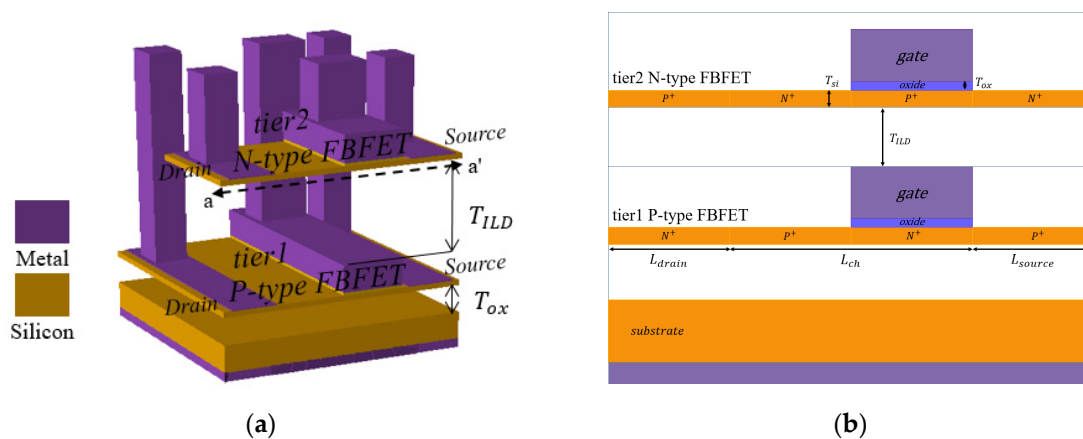 tier2
N-type FBFET
Drain
Source
a
a'
T_ILD
tier1
P-type FBFET
Drain
Source
T_ox
Metal
Silicon
(a)
gate
tier2 N-type FBFET
T_si
oxide
T_ox
P+ N+ P+ N+
T_ILD
gate
tier1 P-type FBFET
oxide
N+ P+ N+ P+
L_drain L_ch L_source
substrate
(b)